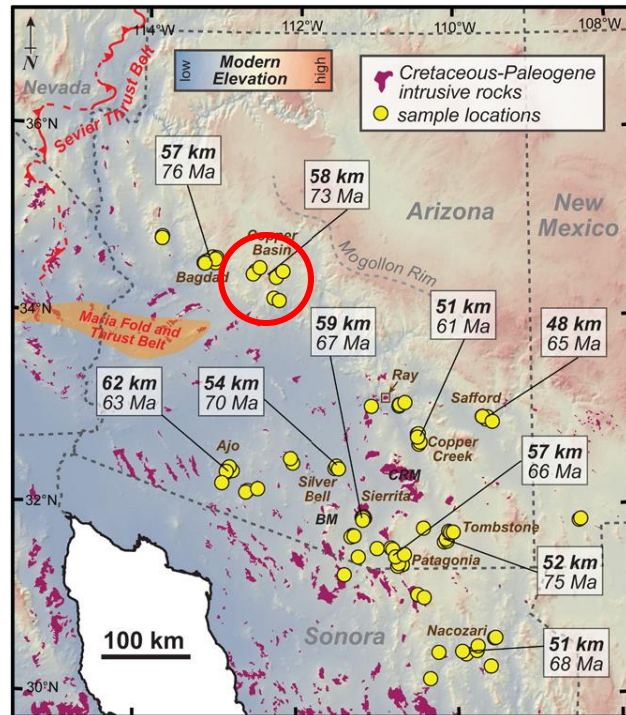 114°W
112°W
110°W
108°W
N
Nevada
Sevier Thrust Belt
low
Modern
Elevation
high
Cretaceous-Paleogene
intrusive rocks
sample locations
36°N
57 km
76 Ma
58 km
73 Ma
Arizona
New
Mexico
Copper
Basin
Mogollon Rim
Bagdad
34°N
Maria Fold and
Thrust Belt
59 km
67 Ma
51 km
61 Ma
48 km
65 Ma
62 km
63 Ma
54 km
70 Ma
Ray
Safford
Ajo
Copper
Creek
57 km
66 Ma
Silver
Bell
CRM
Sierrita
32°N
BM
Tombstone
Patagonia
52 km
75 Ma
100 km
Sonora
Nacozari
51 km
68 Ma
30°N